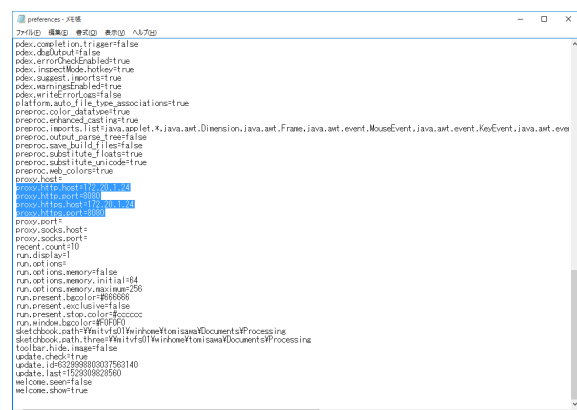 preferences - メモ帳
ファイル(F) 編集(E) 書式(O) 表示(V) ヘルプ(H)
pdex.completion.trigger=false
pdex.dbgOutput=false
pdex.errorCheckEnabled=true
pdex.inspectMode.hotkey=true
pdex.suggest.imports=true
pdex.warningsEnabled=true
pdex.writeErrorLogs=false
platform.auto_file_type_associations=true
preproc.color_datatype=true
preproc.enhanced_casting=true
preproc.imports.list=java.applet.*,java.awt.Dimension,java.awt.Frame,java.awt.event.MouseEvent,java.awt.event.KeyEvent,java.awt.even
preproc.output_parse_tree=false
preproc.save_build_files=false
preproc.substitute_floats=true
preproc.substitute_unicode=true
preproc.web_colors=true
proxy.host=
proxy.http.host=172.20.1.24
proxy.http.port=8080
proxy.https.host=172.20.1.24
proxy.https.port=8080
proxy.port=
proxy.socks.host=
proxy.socks.port=
recent.count=10
run.display=1
run.options=
run.options.memory=false
run.options.memory.initial=64
run.options.memory.maximum=256
run.present.bgcolor=#666666
run.present.exclusive=false
run.present.stop.color=#cccccc
run.window.bgcolor=#F0F0F0
sketchbook.path=¥¥mitvfs01¥winhome¥tomisawa¥Documents¥Processing
sketchbook.path.three=¥¥mitvfs01¥winhome¥tomisawa¥Documents¥Processing
toolbar.hide.image=false
update.check=true
update.id=6329998803037563140
update.last=1529309828560
welcome.seen=false
welcome.show=true